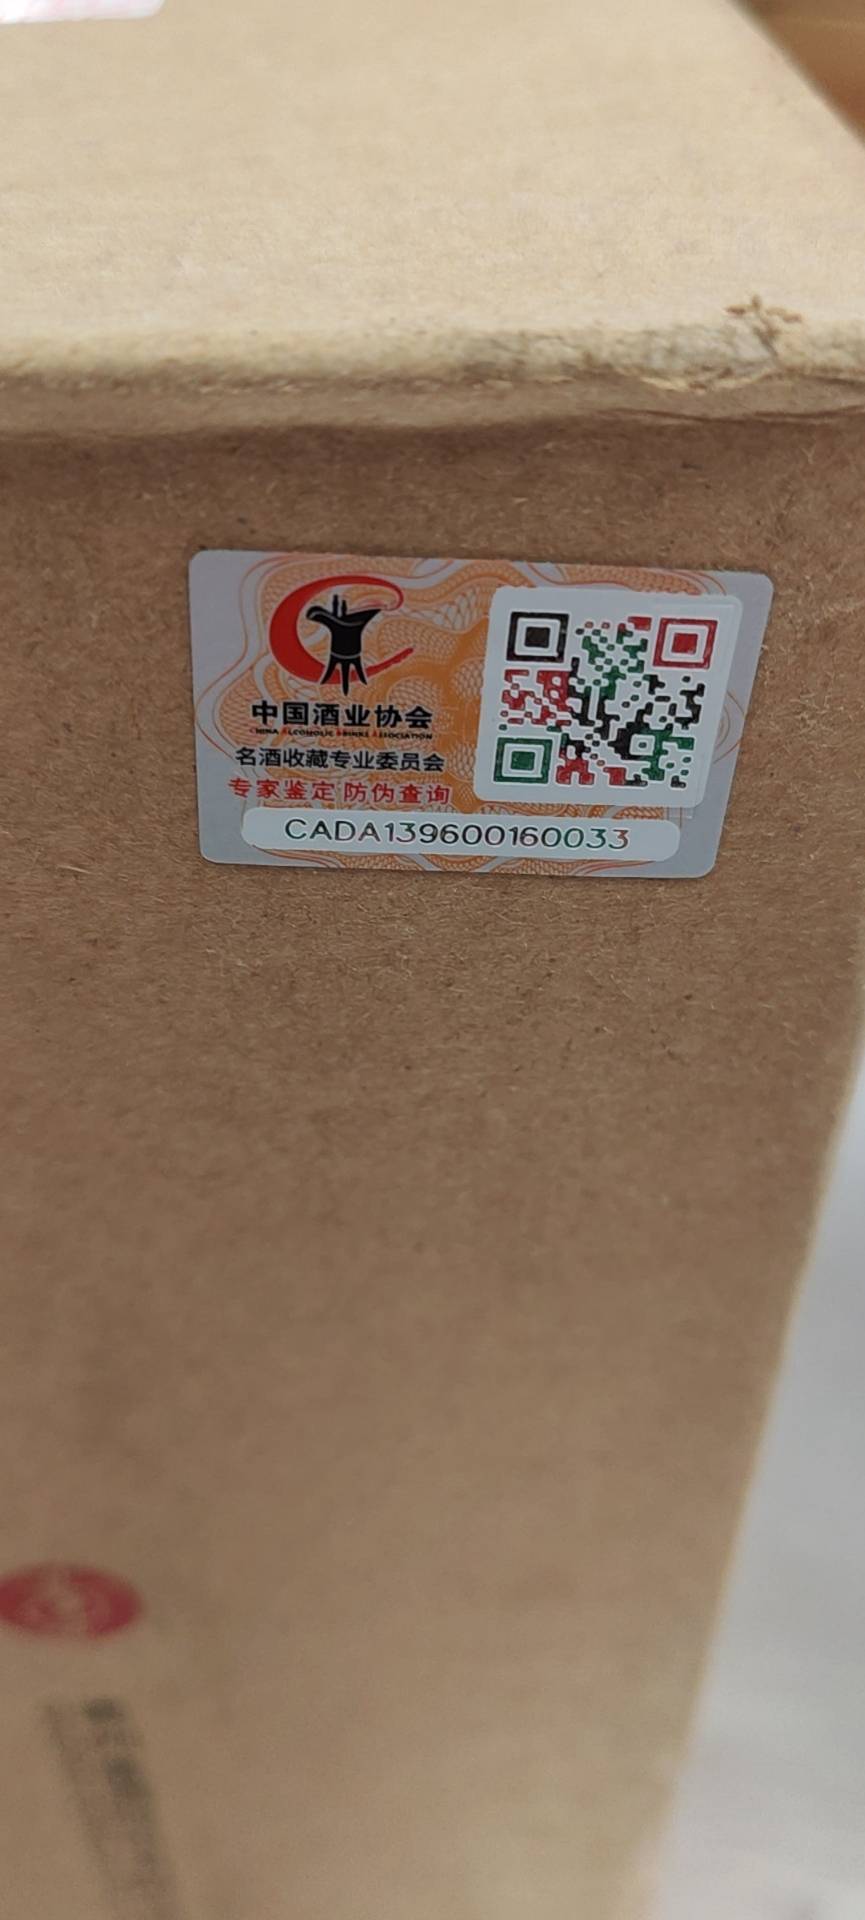 中国酒业协会
CHINA ALCOHOLIC DRINKS ASSOCIATION
名酒收藏专业委员会
专家鉴定 防伪查询
CADA139600160033